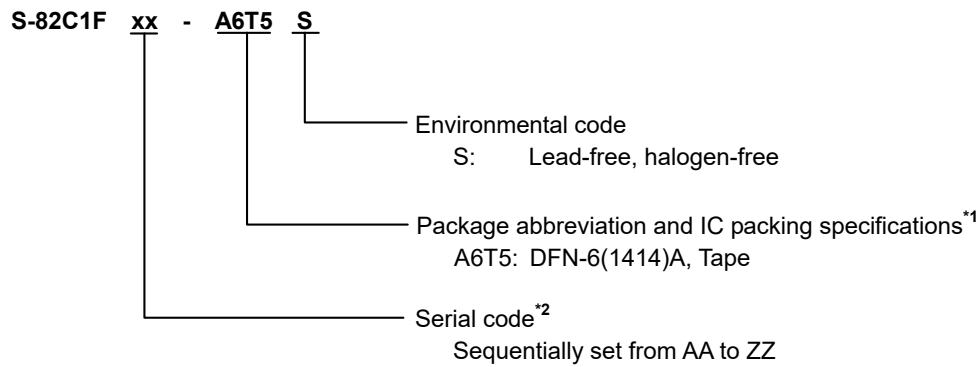 S-82C1F xx - A6T5 S
Environmental code
S: Lead-free, halogen-free
Package abbreviation and IC packing specifications*1
A6T5: DFN-6(1414)A, Tape
Serial code*2
Sequentially set from AA to ZZ